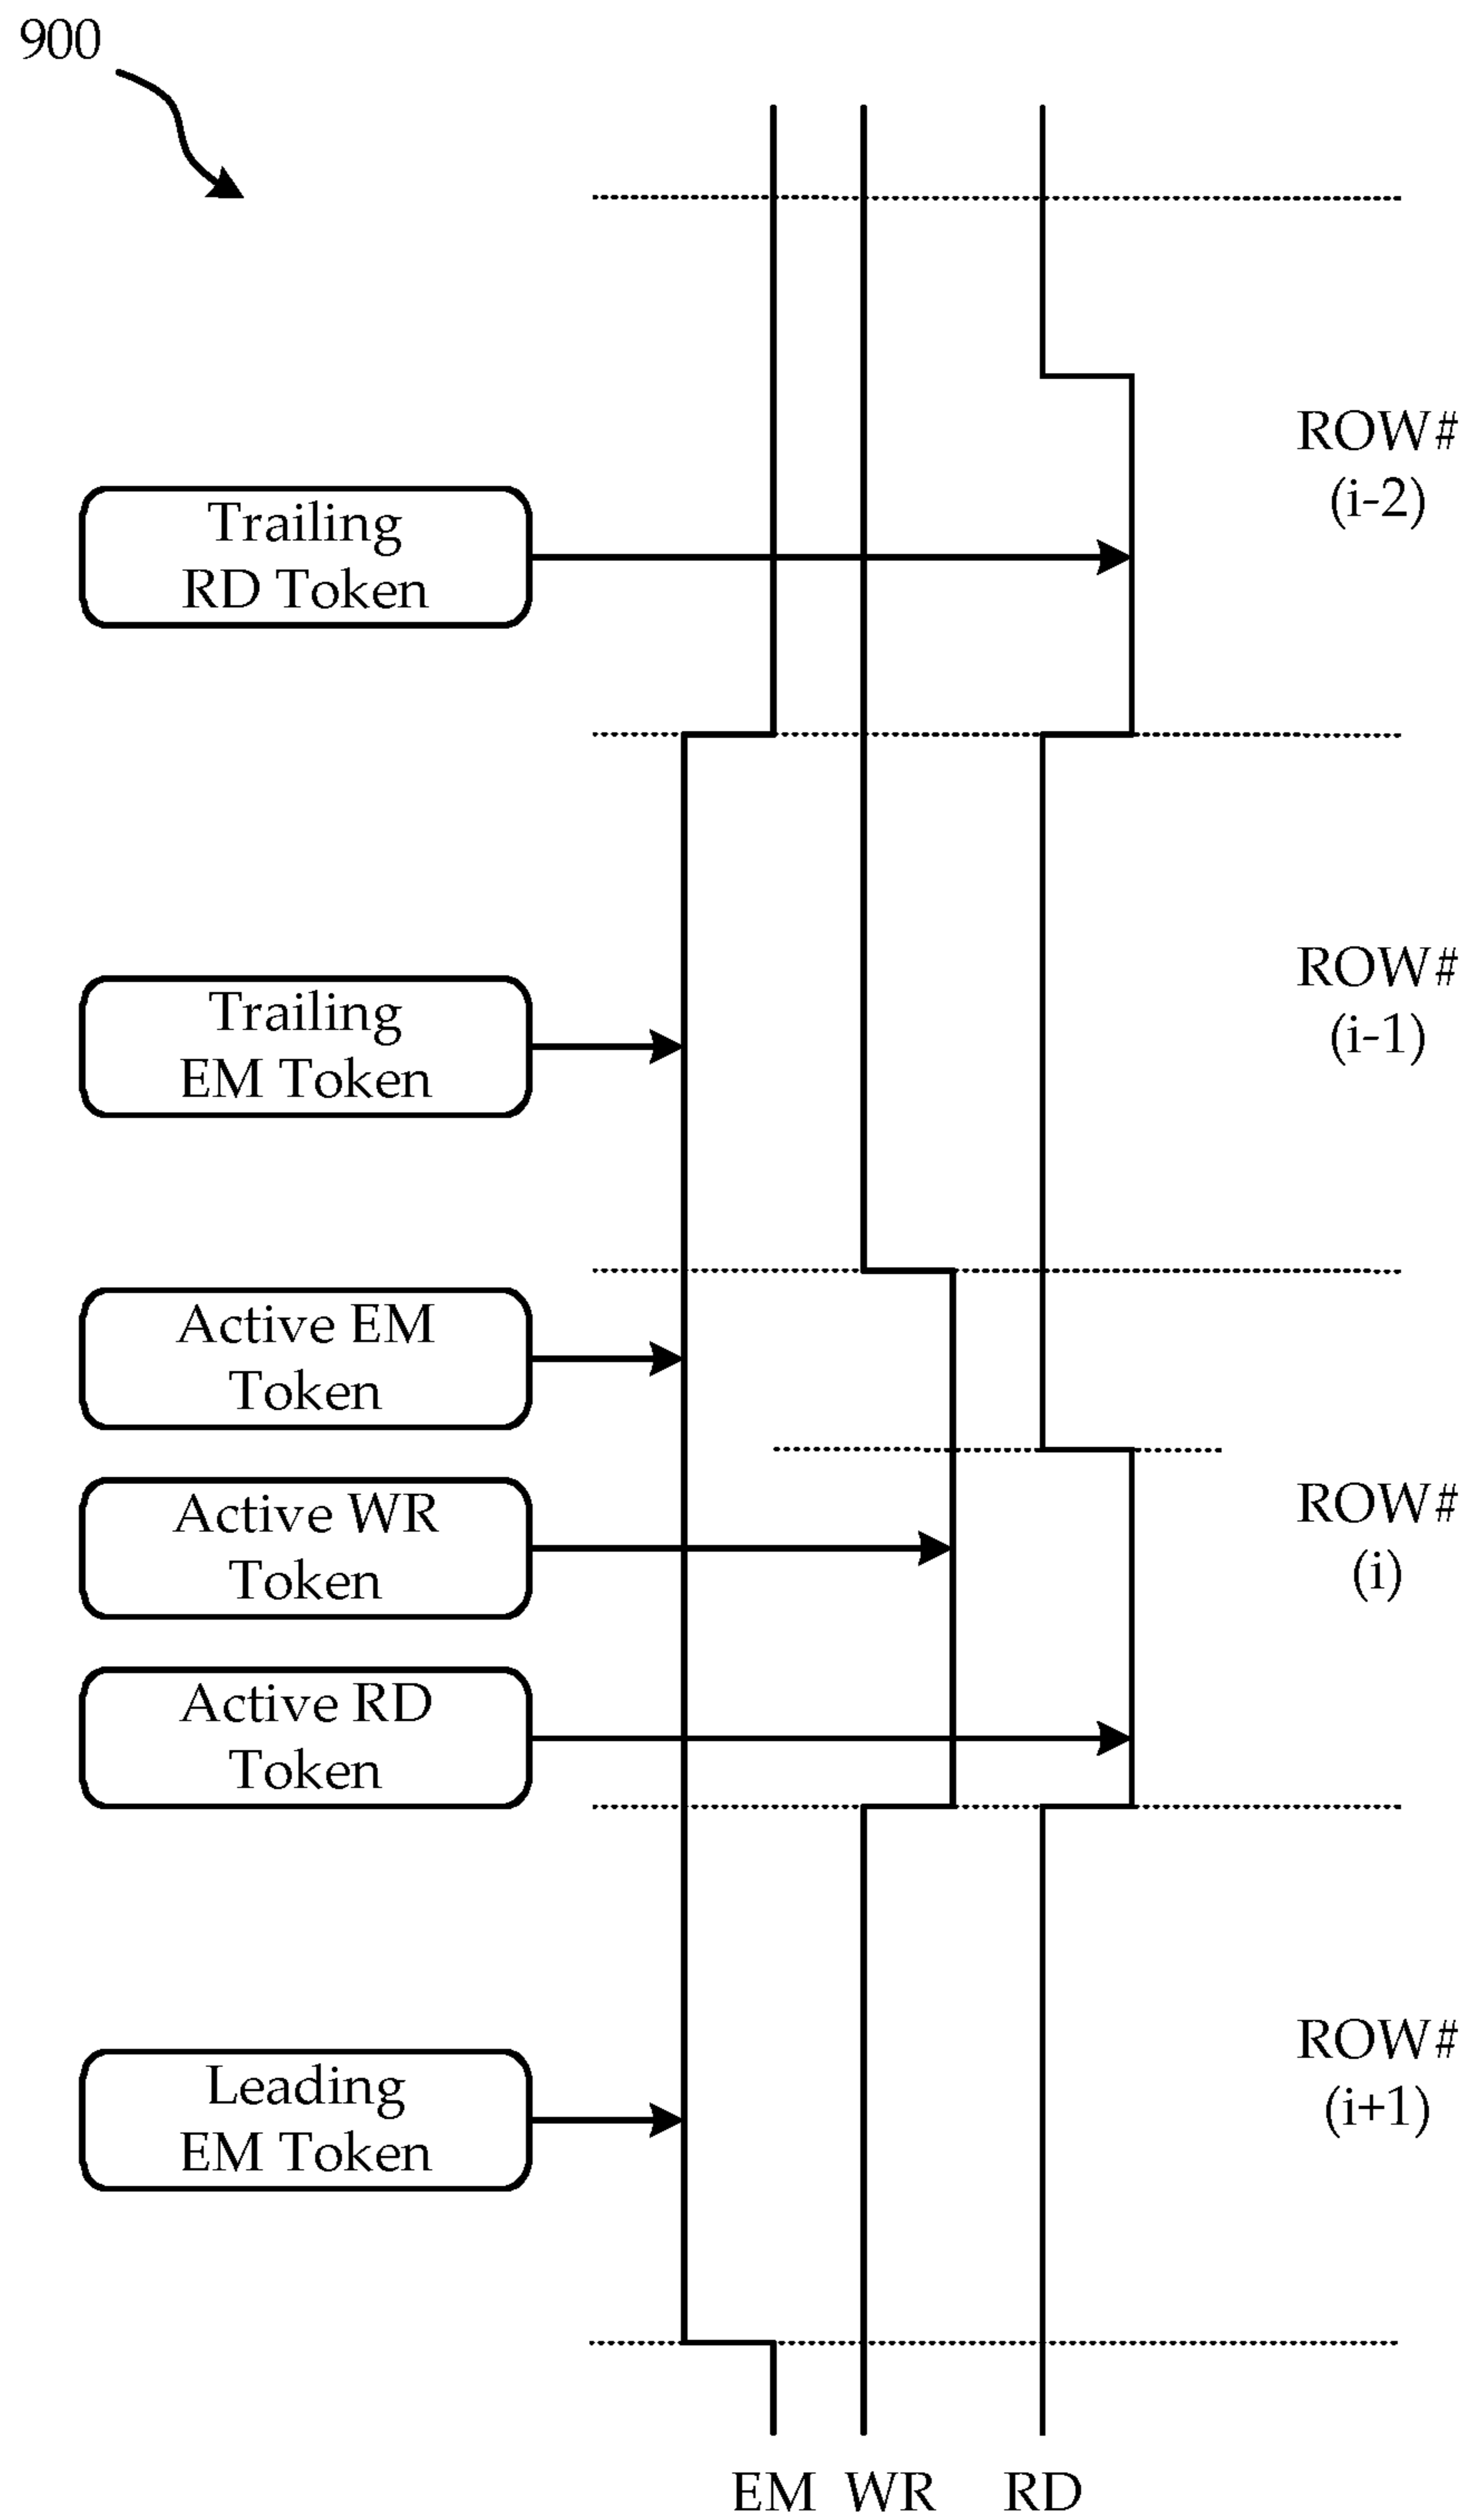 900
ROW#
(i-2)
Trailing
RD Token
ROW#
(i-1)
Trailing
EM Token
Active EM
Token
Active WR
Token
ROW#
(i)
Active RD
Token
ROW#
(i+1)
Leading
EM Token
EM WR RD